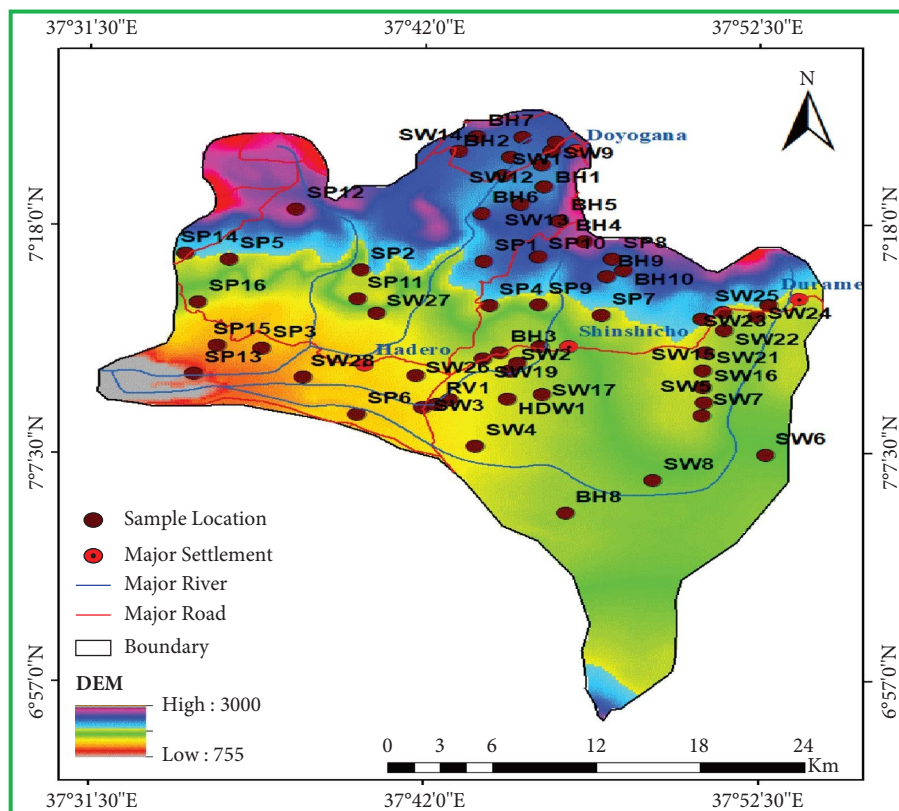 37°31'30"E 37°42'0"E 37°52'30"E
N
BH7
SW14 BH2 Doyogana
SW1 SW9
SW12 BH1
SP12 BH6 BH5
7°18'0"N 7°18'0"N
SW13 BH4
SP14 SP5 SP2 SP1 SP10 SP8
BH9
SP11 BH10 Durame
SP16 SW27 SP4 SP9 SP7 SW25 SW24
SW23
SP15 SP3 BH3 Shinshicho SW22
SP13 Hadero SW2 SW15 SW21
SW28 SW26 SW19 SW16
RV1 SW17 SW5
SP6 SW3 HDW1 SW7
SW4 SW6
7°7'30"N 7°7'30"N
SW8
BH8
Sample Location
Major Settlement
Major River
Major Road
Boundary
6°57'0"N 6°57'0"N
DEM
High : 3000
Low : 755
0 3 6 12 18 24
Km
37°31'30"E 37°42'0"E 37°52'30"E